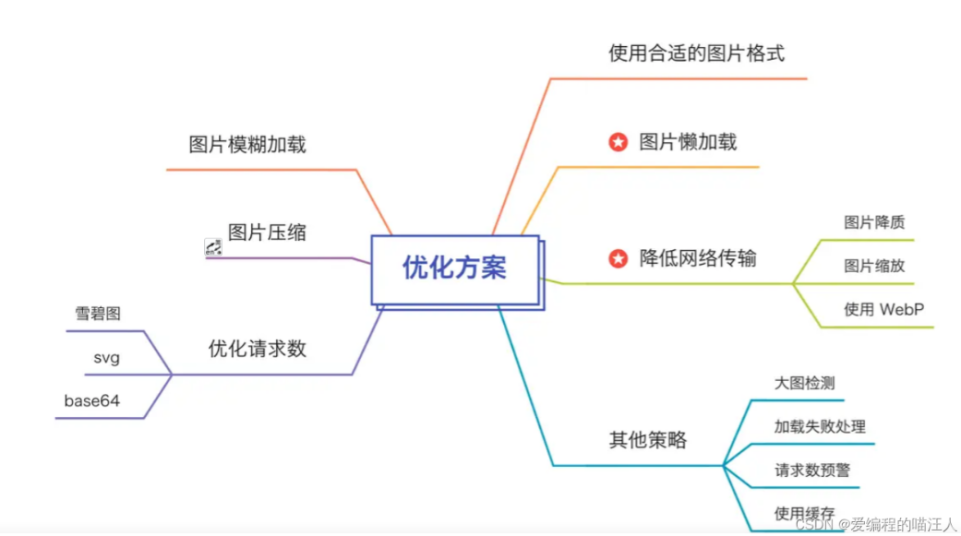 使用合适的图片格式
图片懒加载
降低网络传输
图片降质
图片缩放
使用 WebP
其他策略
大图检测
加载失败处理
请求数预警
使用缓存
优化方案
图片模糊加载
图片压缩
优化请求数
雪碧图
svg
base64
CSDN @爱编程的喵汪人